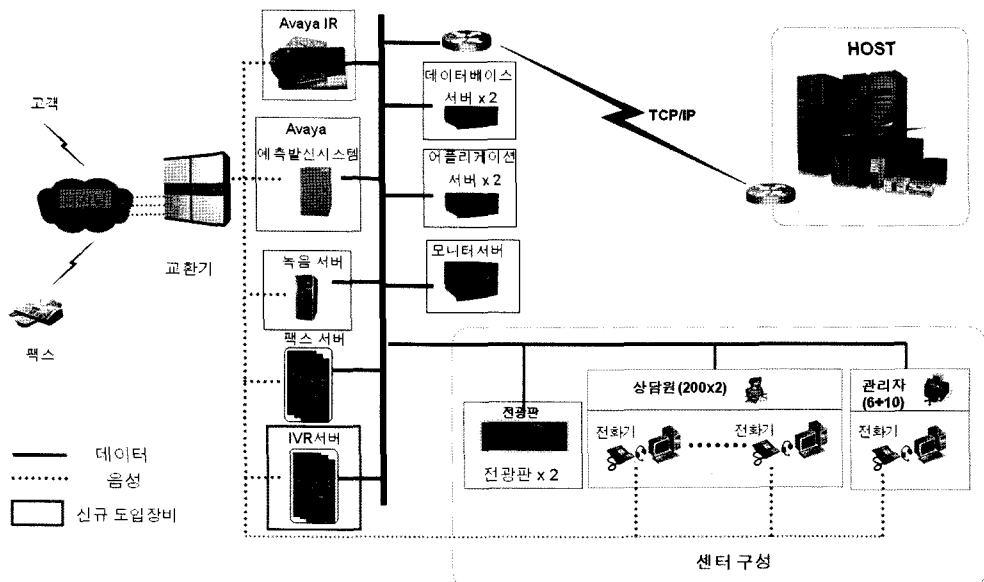 Avaya IR
고객
Avaya
예측발신시스템
교환기
팩스
녹음 서버
팩스 서버
IVR서버
데이터베이스
서버 x 2
어플리케이션
서버 x 2
모니터서버
TCP/IP
HOST
전광판
전광판 x 2
상담원(200x2)
전화기
전화기
관리자
(6+10)
전화기
센터 구성
데이터
음성
신규 도입장비